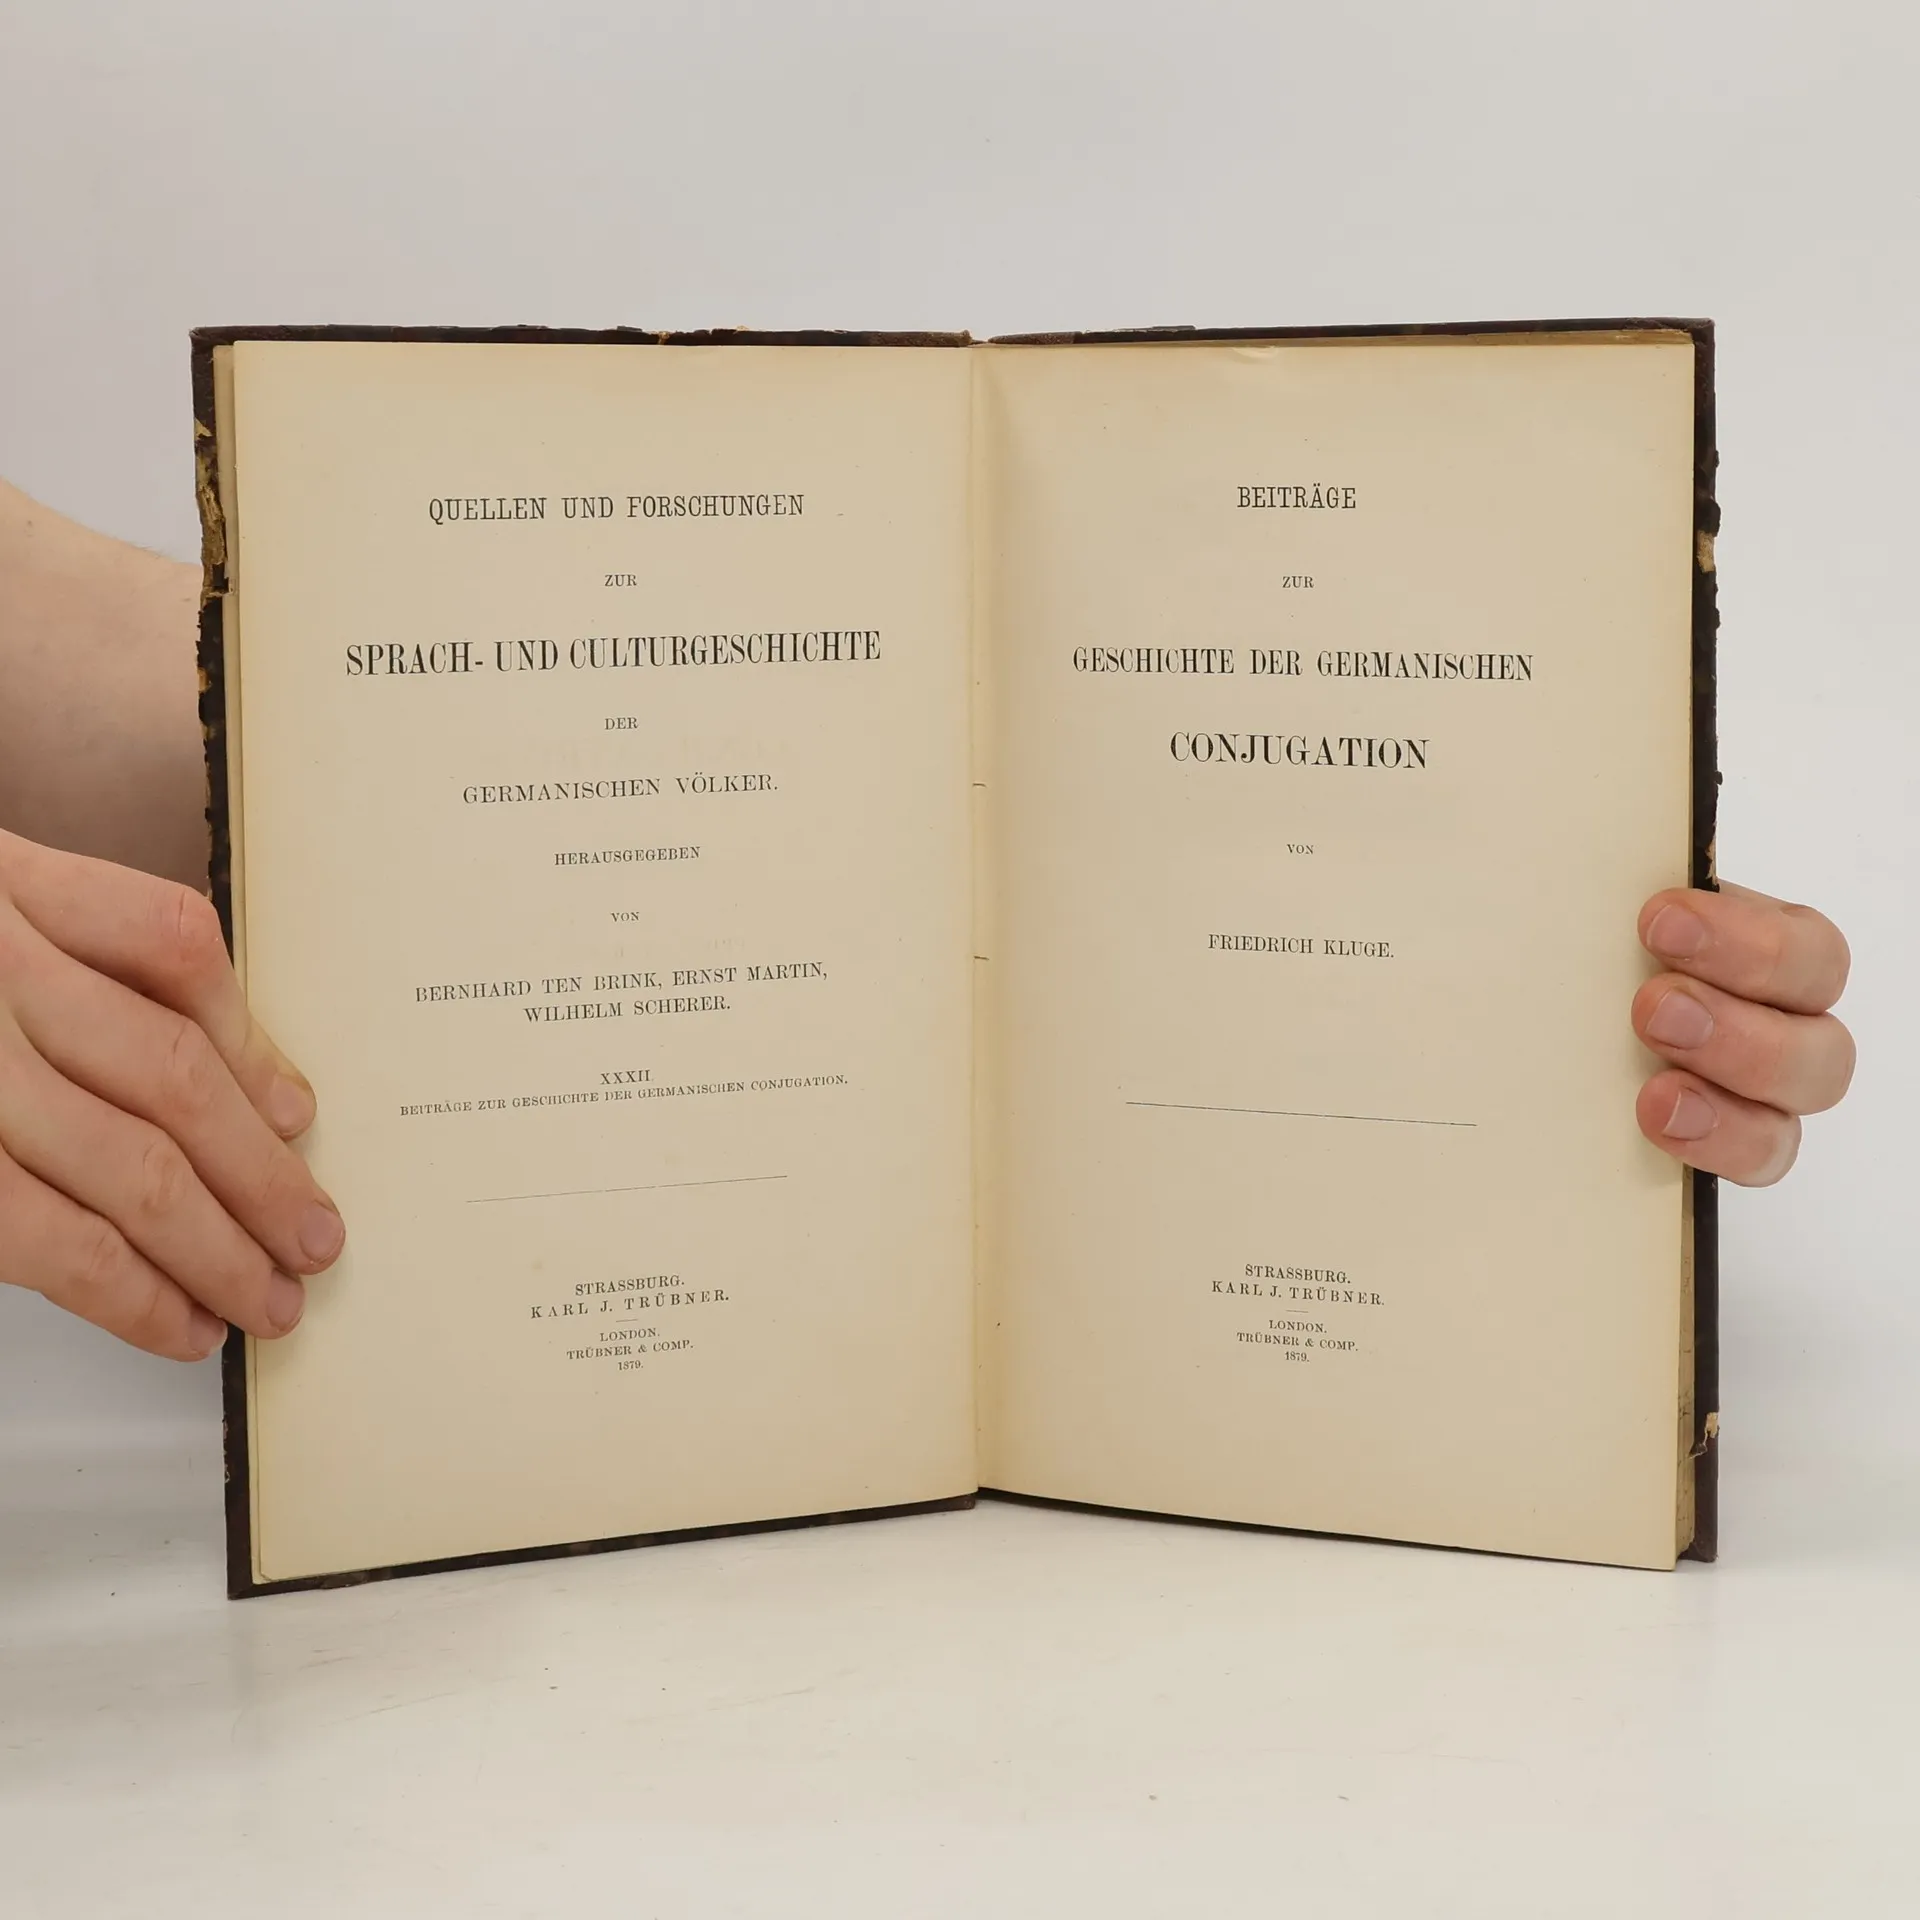 QUELLEN UND FORSCHUNGEN
ZUR
SPRACH- UND CULTURGESCHICHTE
DER
GERMANISCHEN VÖLKER.
HERAUSGEGEBEN
VON
BERNHARD TEN BRINK, ERNST MARTIN,
WILHELM SCHERER.
XXXII.
BEITRÄGE ZUR GESCHICHTE DER GERMANISCHEN CONJUGATION.
STRASSBURG.
KARL J. TRÜBNER.
LONDON.
TRÜBNER & COMP.
1879.
BEITRÄGE
ZUR
GESCHICHTE DER GERMANISCHEN
CONJUGATION
VON
FRIEDRICH KLUGE.
STRASSBURG.
KARL J. TRÜBNER.
LONDON.
TRÜBNER & COMP.
1879.